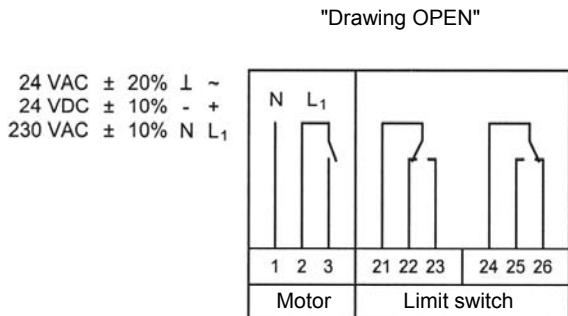 "Drawing OPEN"
24 VAC ± 20% ⊥ ~
24 VDC ± 10% - +
230 VAC ± 10% N L₁
N L₁
1 2 3 21 22 23 24 25 26
Motor Limit switch